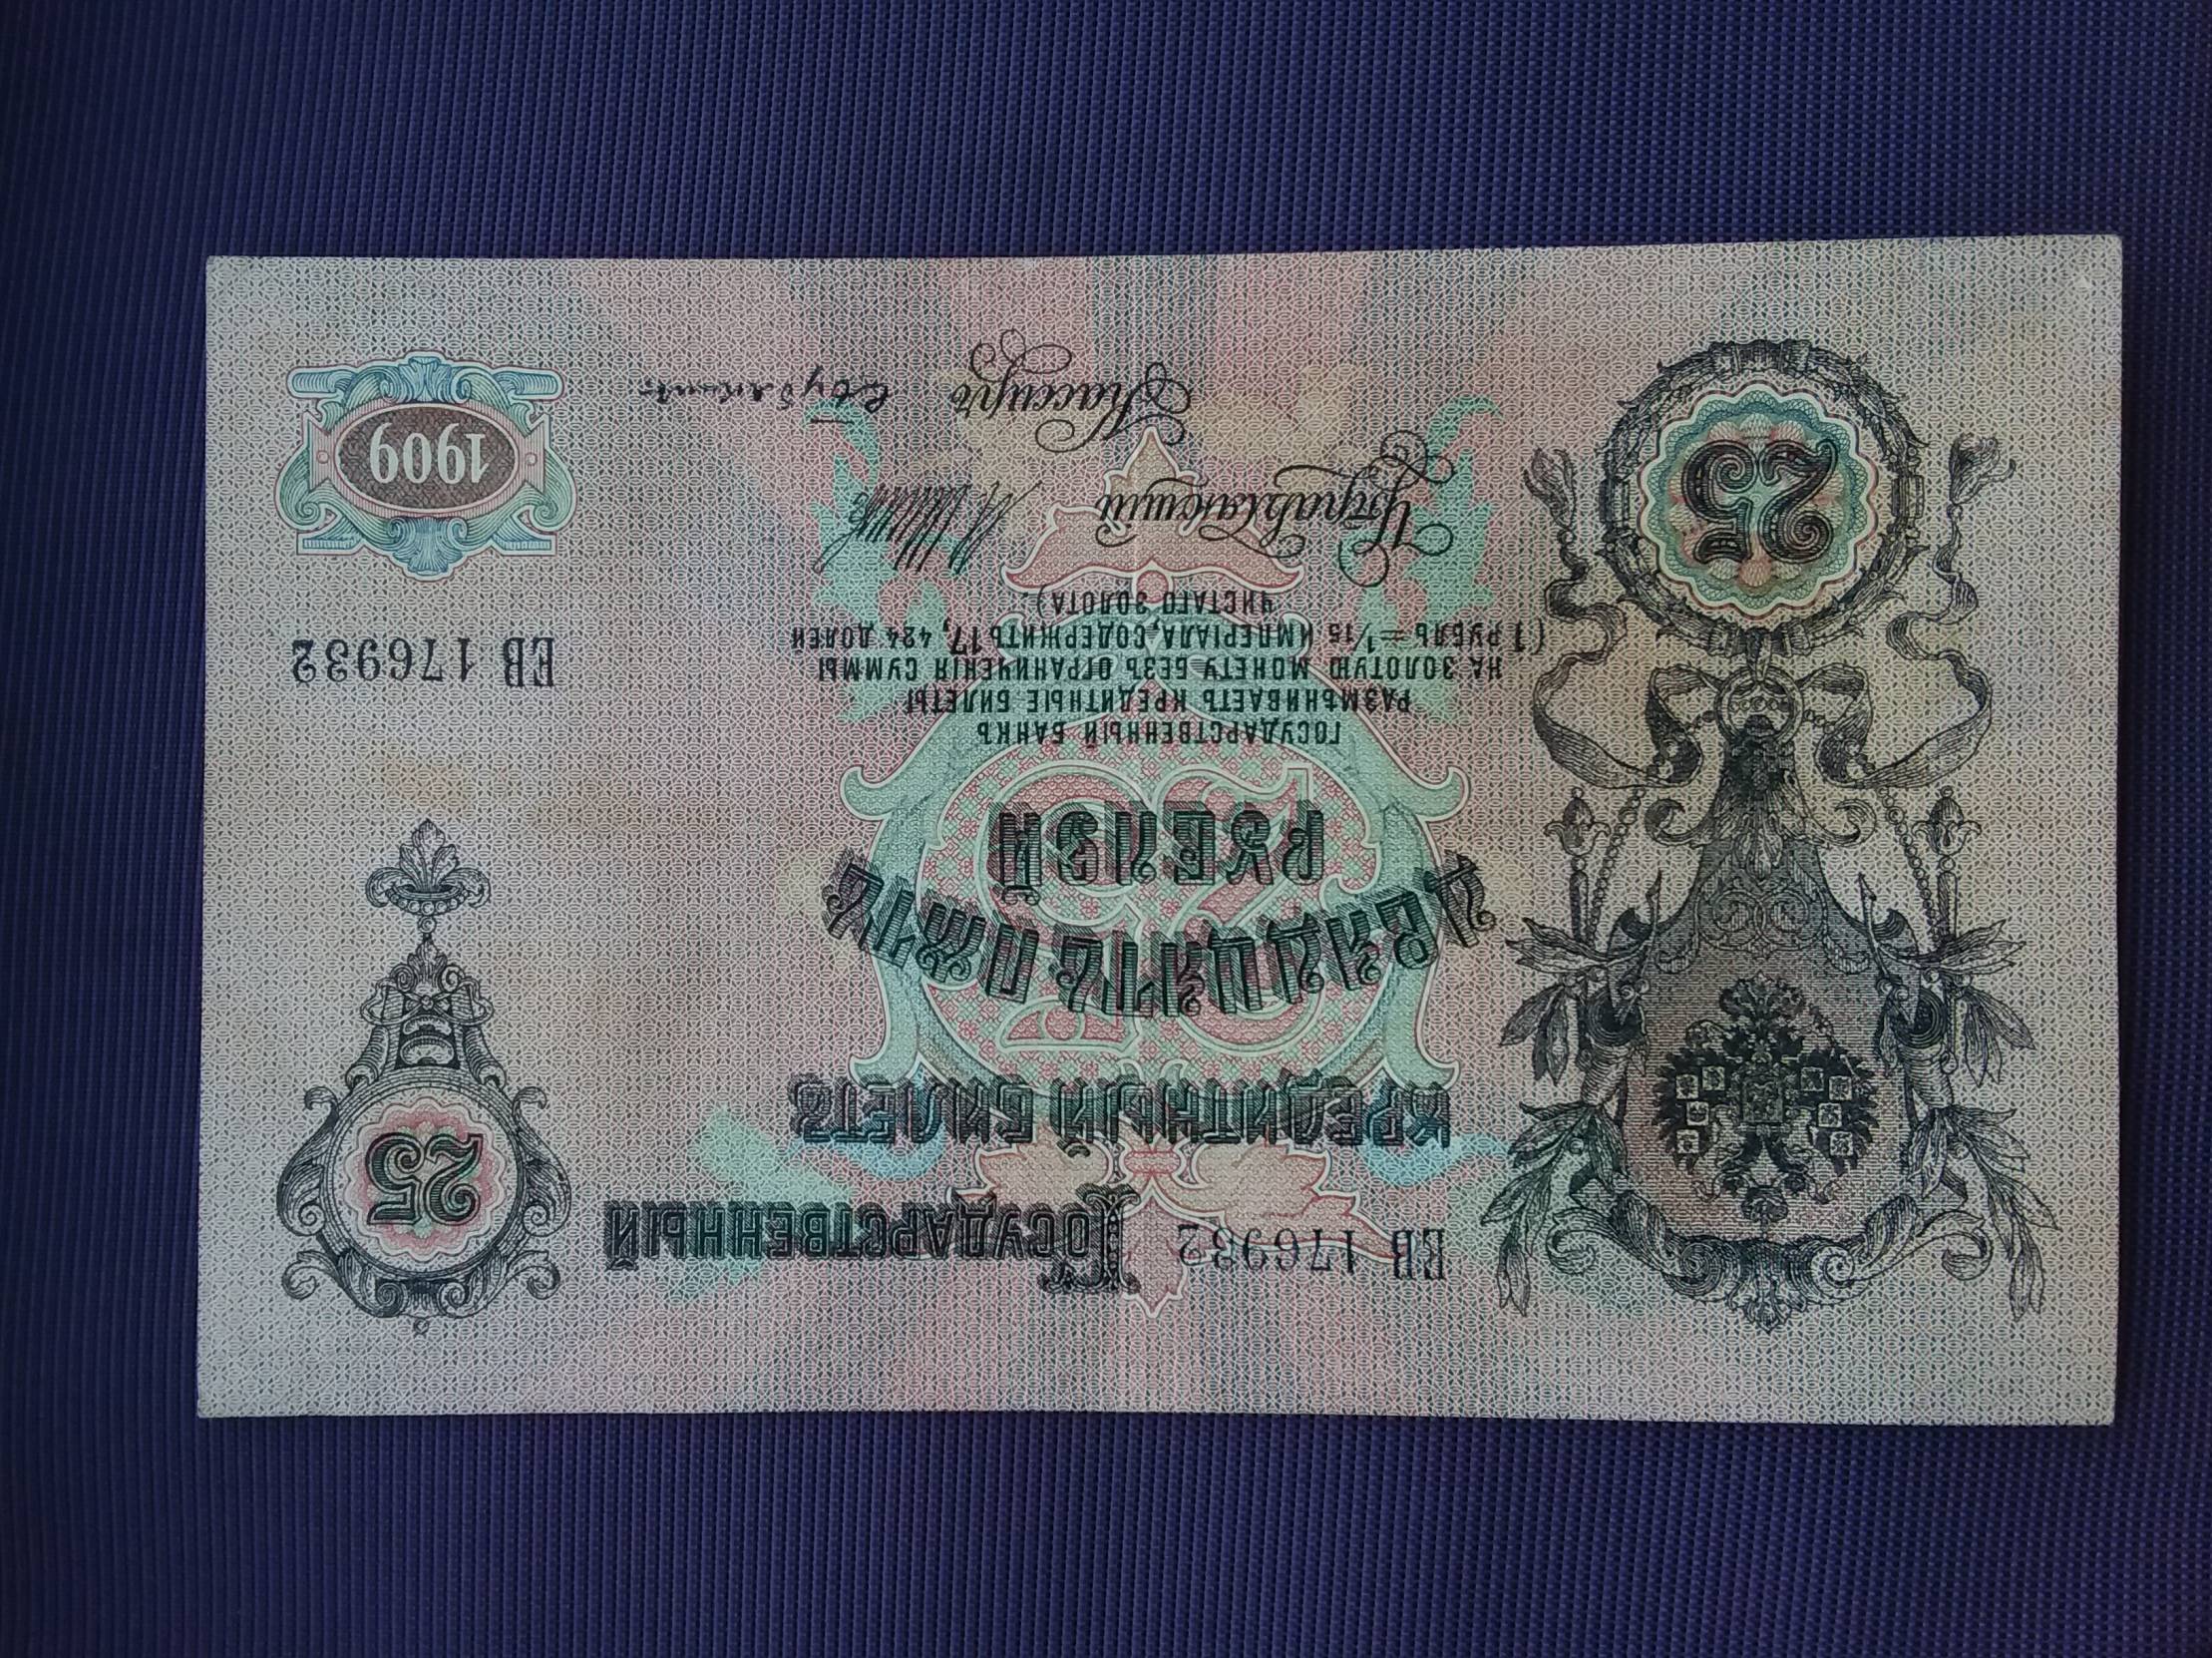 ЕВ 176932
ГОСУДАРСТВЕННЫЙ
КРЕДИТНЫЙ БИЛЕТЪ
ДВАДЦАТЬ ПЯТЬ
РУБЛЕЙ
25
25
ГОСУДАРСТВЕННЫЙ БАНКЪ
РАЗМѢНИВАЕТЪ КРЕДИТНЫЕ БИЛЕТЫ
НА ЗОЛОТУЮ МОНЕТУ БЕЗЪ ОГРАНИЧЕНІЯ СУММЫ
(1 РУБЛЬ = 1/15 ИМПЕРІАЛА, СОДЕРЖИТЪ 17,424 ДОЛЕЙ
ЧИСТАГО ЗОЛОТА).
ЕВ 176932
25
Управляющій
Кассиръ
1909